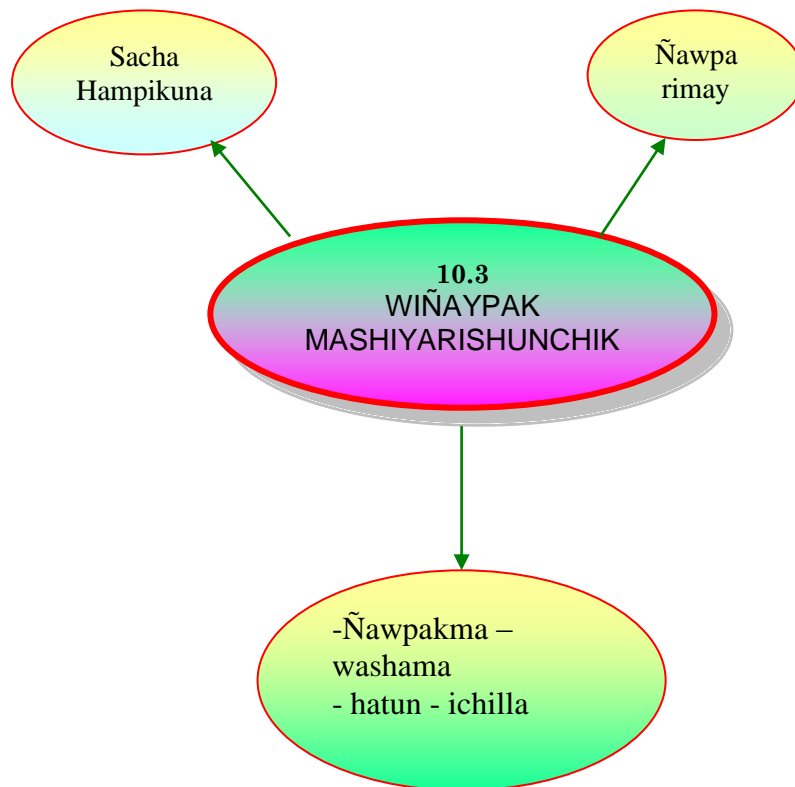 Sacha
Hampikuna
Ñawpa
rimay
10.3
WIÑAYPAK
MASHIYARISHUNCHIK
-Ñawpakma –
washama
- hatun - ichilla